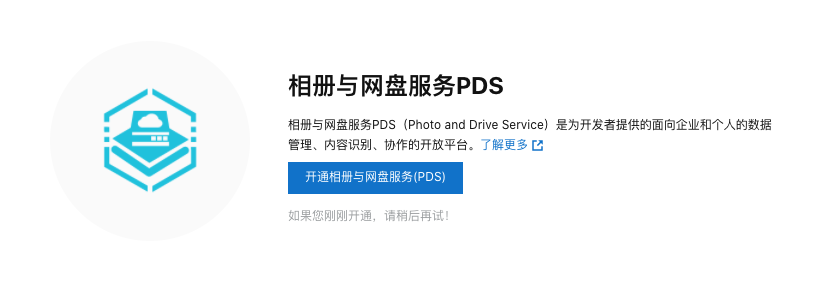 相册与网盘服务PDS
相册与网盘服务PDS（Photo and Drive Service）是为开发者提供的面向企业和个人的数据
管理、内容识别、协作的开放平台。了解更多
开通相册与网盘服务(PDS)
如果您刚刚开通，请稍后再试！